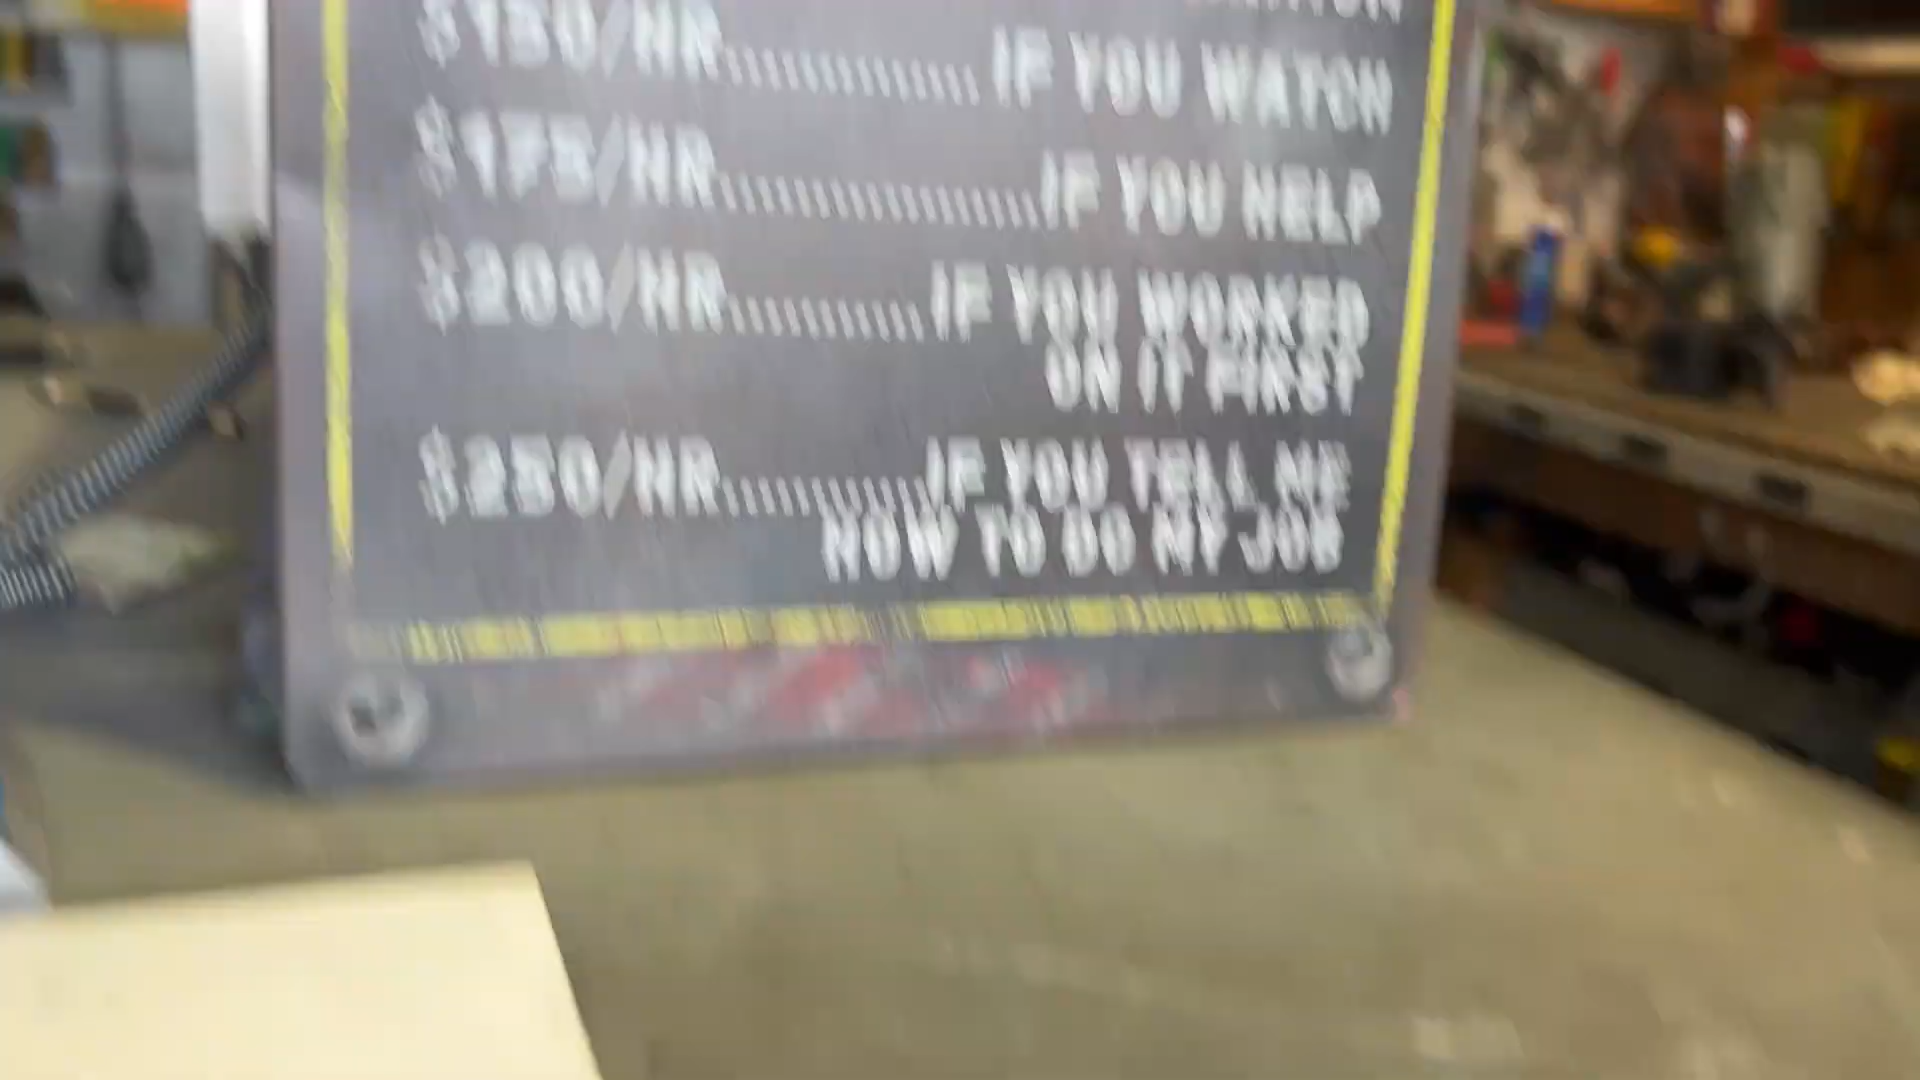 $150/HR............ IF YOU WATCH
$175/HR................IF YOU HELP
$200/HR..........IF YOU WORKED
ON IT FIRST
$250/HR..........IF YOU TELL ME
HOW TO DO MY JOB